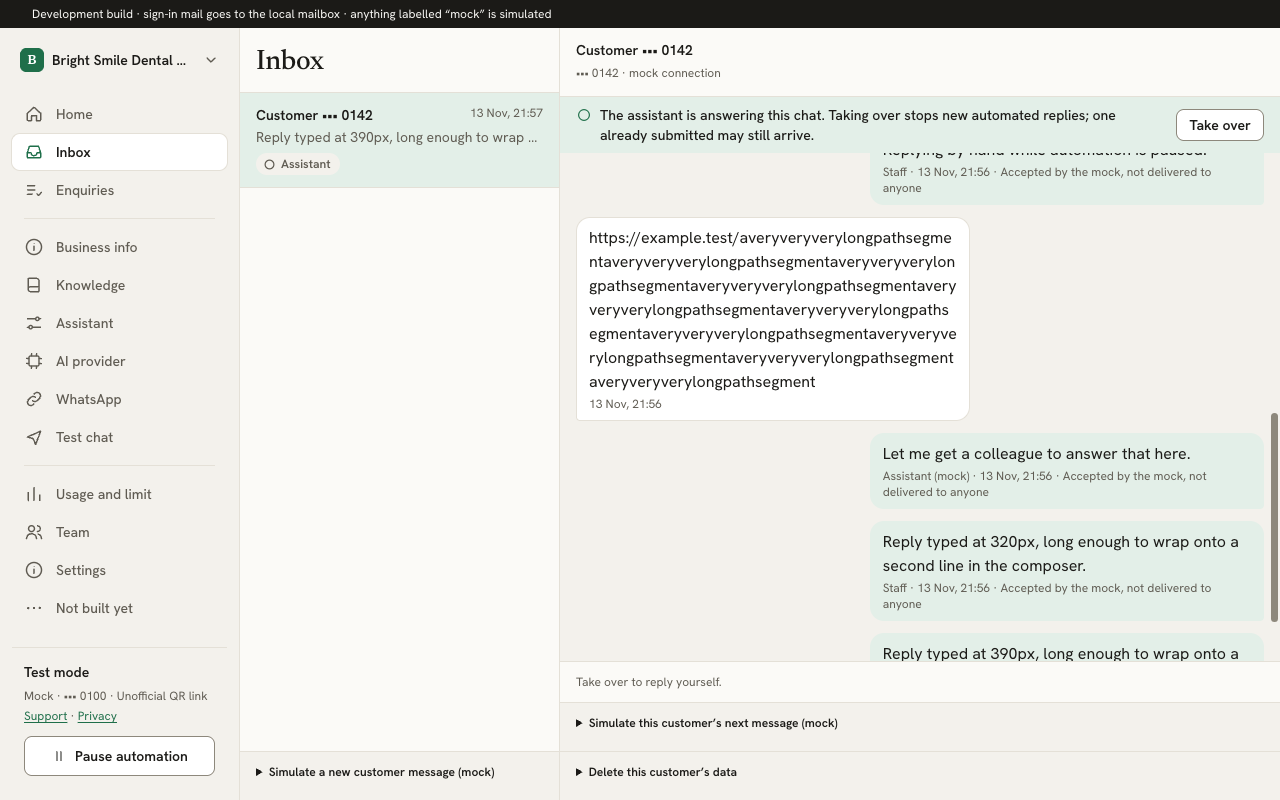 Development build · sign-in mail goes to the local mailbox · anything labelled “mock” is simulated
B
Bright Smile Dental ...
Home
Inbox
Enquiries
Business info
Knowledge
Assistant
AI provider
WhatsApp
Test chat
Usage and limit
Team
Settings
Not built yet
Test mode
Mock · ••• 0100 · Unofficial QR link
Support · Privacy
Pause automation
Inbox
Customer ••• 0142
13 Nov, 21:57
Reply typed at 390px, long enough to wrap ...
Assistant
Simulate a new customer message (mock)
Customer ••• 0142
••• 0142 · mock connection
The assistant is answering this chat. Taking over stops new automated replies; one
already submitted may still arrive.
Take over
Replying by hand while automation is paused.
Staff · 13 Nov, 21:56 · Accepted by the mock, not delivered to
anyone
https://example.test/averyveryverylongpathsegme
ntaveryveryverylongpathsegmentaveryveryverylon
gpathsegmentaveryveryverylongpathsegmentavery
veryverylongpathsegmentaveryveryverylongpaths
egmentaveryveryverylongpathsegmentaveryveryve
rylongpathsegmentaveryveryverylongpathsegment
averyveryverylongpathsegment
13 Nov, 21:56
Let me get a colleague to answer that here.
Assistant (mock) · 13 Nov, 21:56 · Accepted by the mock, not
delivered to anyone
Reply typed at 320px, long enough to wrap onto a
second line in the composer.
Staff · 13 Nov, 21:56 · Accepted by the mock, not delivered to
anyone
Reply typed at 390px, long enough to wrap onto a
Take over to reply yourself.
Simulate this customer’s next message (mock)
Delete this customer’s data